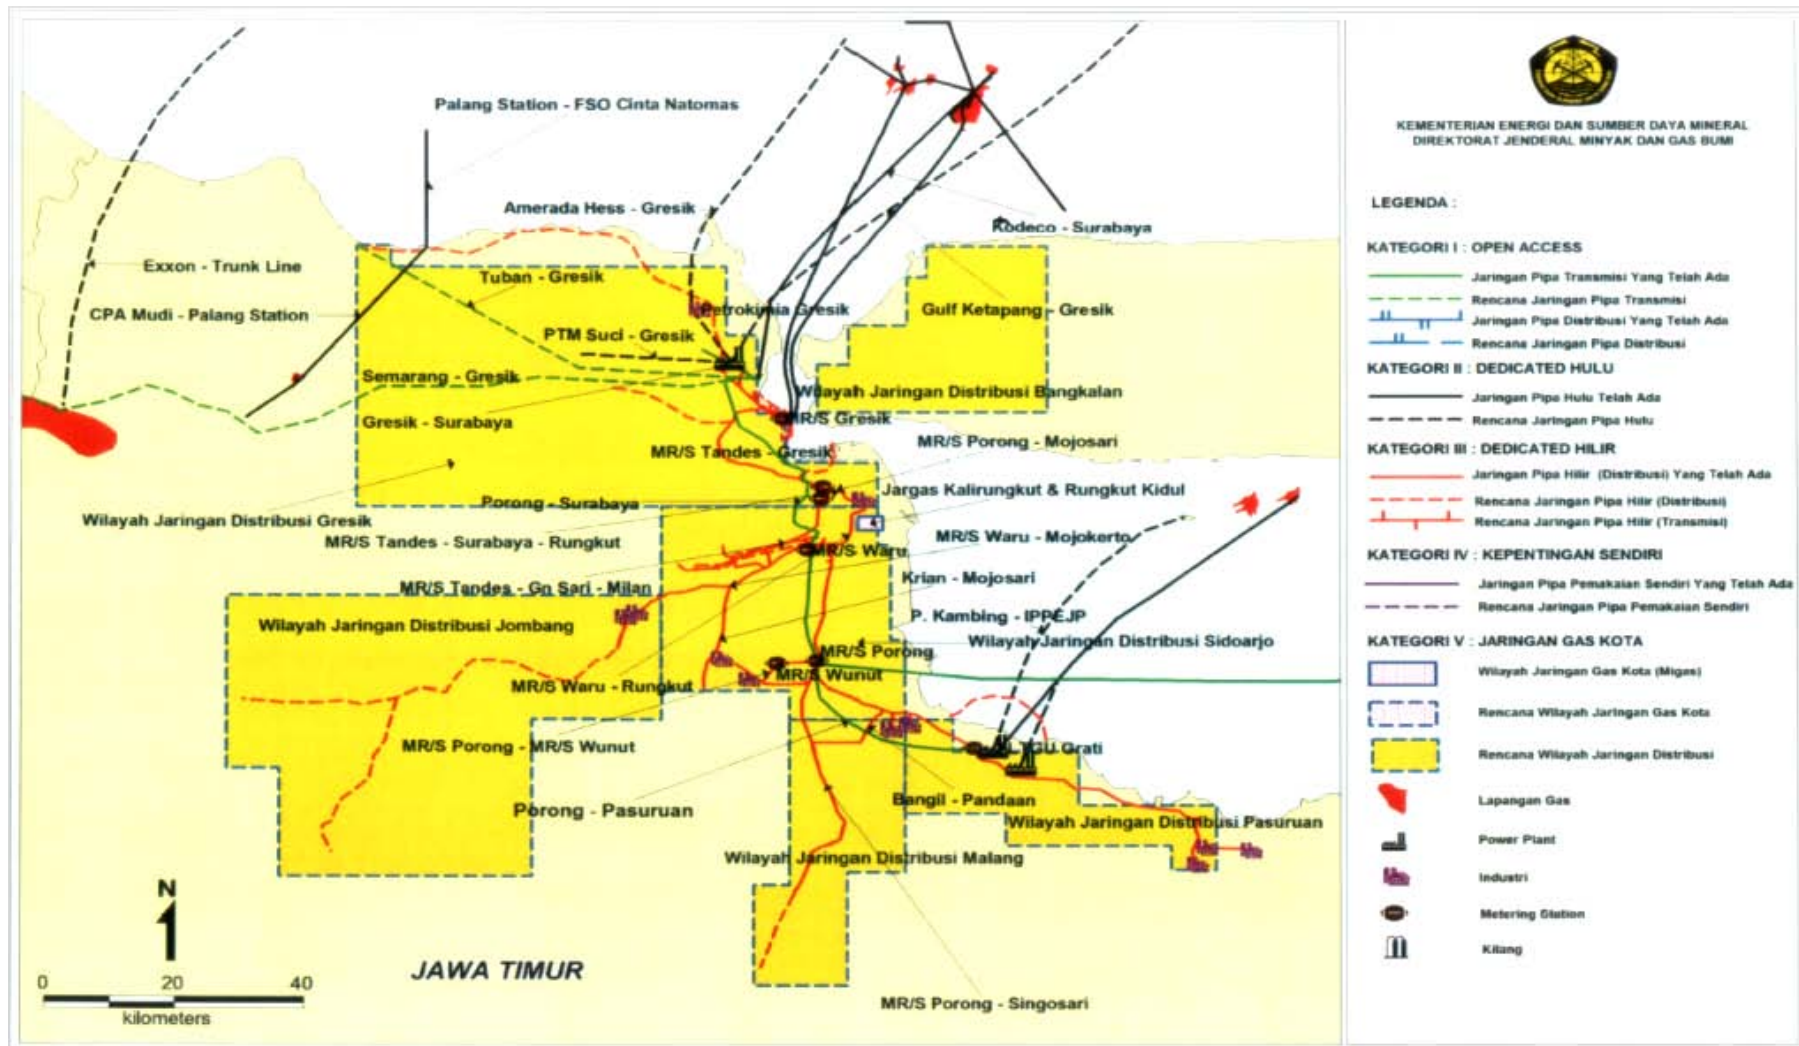 Palang Station - FSO Cinta Natomas
Amerada Hess - Gresik
Kodeco - Surabaya
Exxon - Trunk Line
Tuban - Gresik
CPA Mudi - Palang Station
Petrokimia Gresik
Gulf Ketapang - Gresik
PTM Suci - Gresik
Semarang - Gresik
Wilayah Jaringan Distribusi Bangkalan
Gresik - Surabaya
MR/S Gresik
MR/S Tandes - Gresik
MR/S Porong - Mojosari
Jargas Kalirungkut & Rungkut Kidul
Porong - Surabaya
Wilayah Jaringan Distribusi Gresik
MR/S Tandes - Surabaya - Rungkut
MR/S Waru
MR/S Waru - Mojokerto
MR/S Tandes - Gn Sari - Milan
Krian - Mojosari
P. Kambing - IPPEJP
Wilayah Jaringan Distribusi Jombang
Wilayah Jaringan Distribusi Sidoarjo
MR/S Porong
MR/S Wunut
MR/S Waru - Rungkut
MR/S Porong - MR/S Wunut
LTGU Grati
Porong - Pasuruan
Bangil - Pandaan
Wilayah Jaringan Distribusi Pasuruan
Wilayah Jaringan Distribusi Malang
MR/S Porong - Singosari
N
JAWA TIMUR
0 20 40
kilometers
KEMENTERIAN ENERGI DAN SUMBER DAYA MINERAL
DIREKTORAT JENDERAL MINYAK DAN GAS BUMI
LEGENDA :
KATEGORI I : OPEN ACCESS
Jaringan Pipa Transmisi Yang Telah Ada
Rencana Jaringan Pipa Transmisi
Jaringan Pipa Distribusi Yang Telah Ada
Rencana Jaringan Pipa Distribusi
KATEGORI II : DEDICATED HULU
Jaringan Pipa Hulu Telah Ada
Rencana Jaringan Pipa Hulu
KATEGORI III : DEDICATED HILIR
Jaringan Pipa Hilir (Distribusi) Yang Telah Ada
Rencana Jaringan Pipa Hilir (Distribusi)
Rencana Jaringan Pipa Hilir (Transmisi)
KATEGORI IV : KEPENTINGAN SENDIRI
Jaringan Pipa Pemakaian Sendiri Yang Telah Ada
Rencana Jaringan Pipa Pemakaian Sendiri
KATEGORI V : JARINGAN GAS KOTA
Wilayah Jaringan Gas Kota (Migas)
Rencana Wilayah Jaringan Gas Kota
Rencana Wilayah Jaringan Distribusi
Lapangan Gas
Power Plant
Industri
Metering Station
Kilang